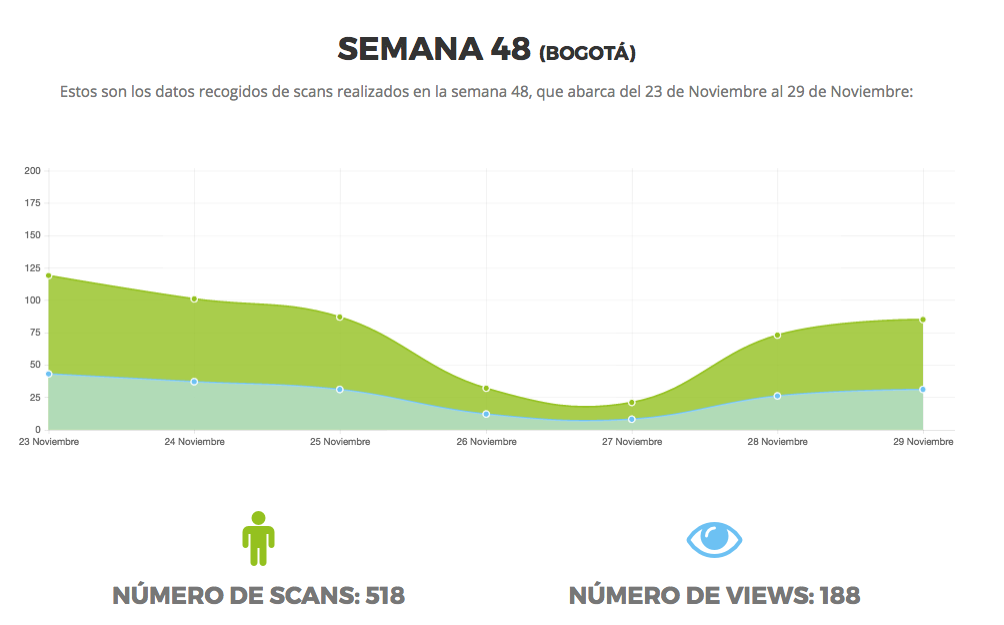 SEMANA 48 (BOGOTÁ)
Estos son los datos recogidos de scans realizados en la semana 48, que abarca del 23 de Noviembre al 29 de Noviembre:
200
175
150
125
100
75
50
25
0
23 Noviembre 24 Noviembre 25 Noviembre 26 Noviembre 27 Noviembre 28 Noviembre 29 Noviembre
NÚMERO DE SCANS: 518 NÚMERO DE VIEWS: 188